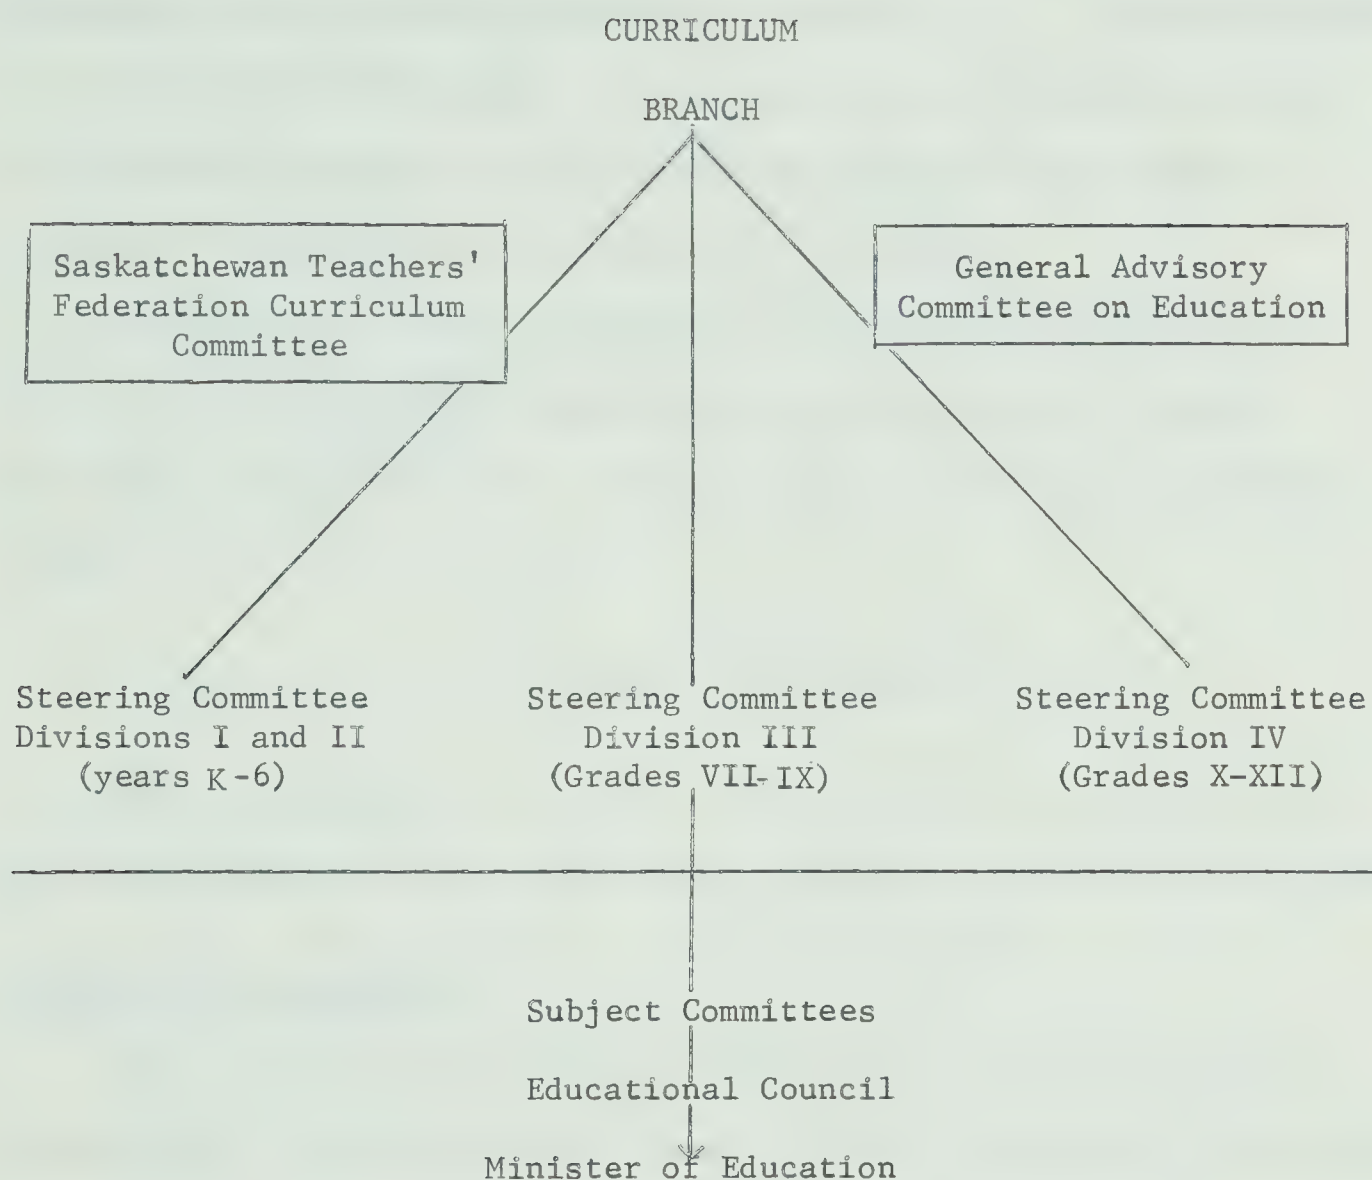 CURRICULUM
BRANCH
Saskatchewan Teachers'
Federation Curriculum
Committee
General Advisory
Committee on Education
Steering Committee
Divisions I and II
(years K-6)
Steering Committee
Division III
(Grades VII-IX)
Steering Committee
Division IV
(Grades X-XII)
Subject Committees
Educational Council
Minister of Education